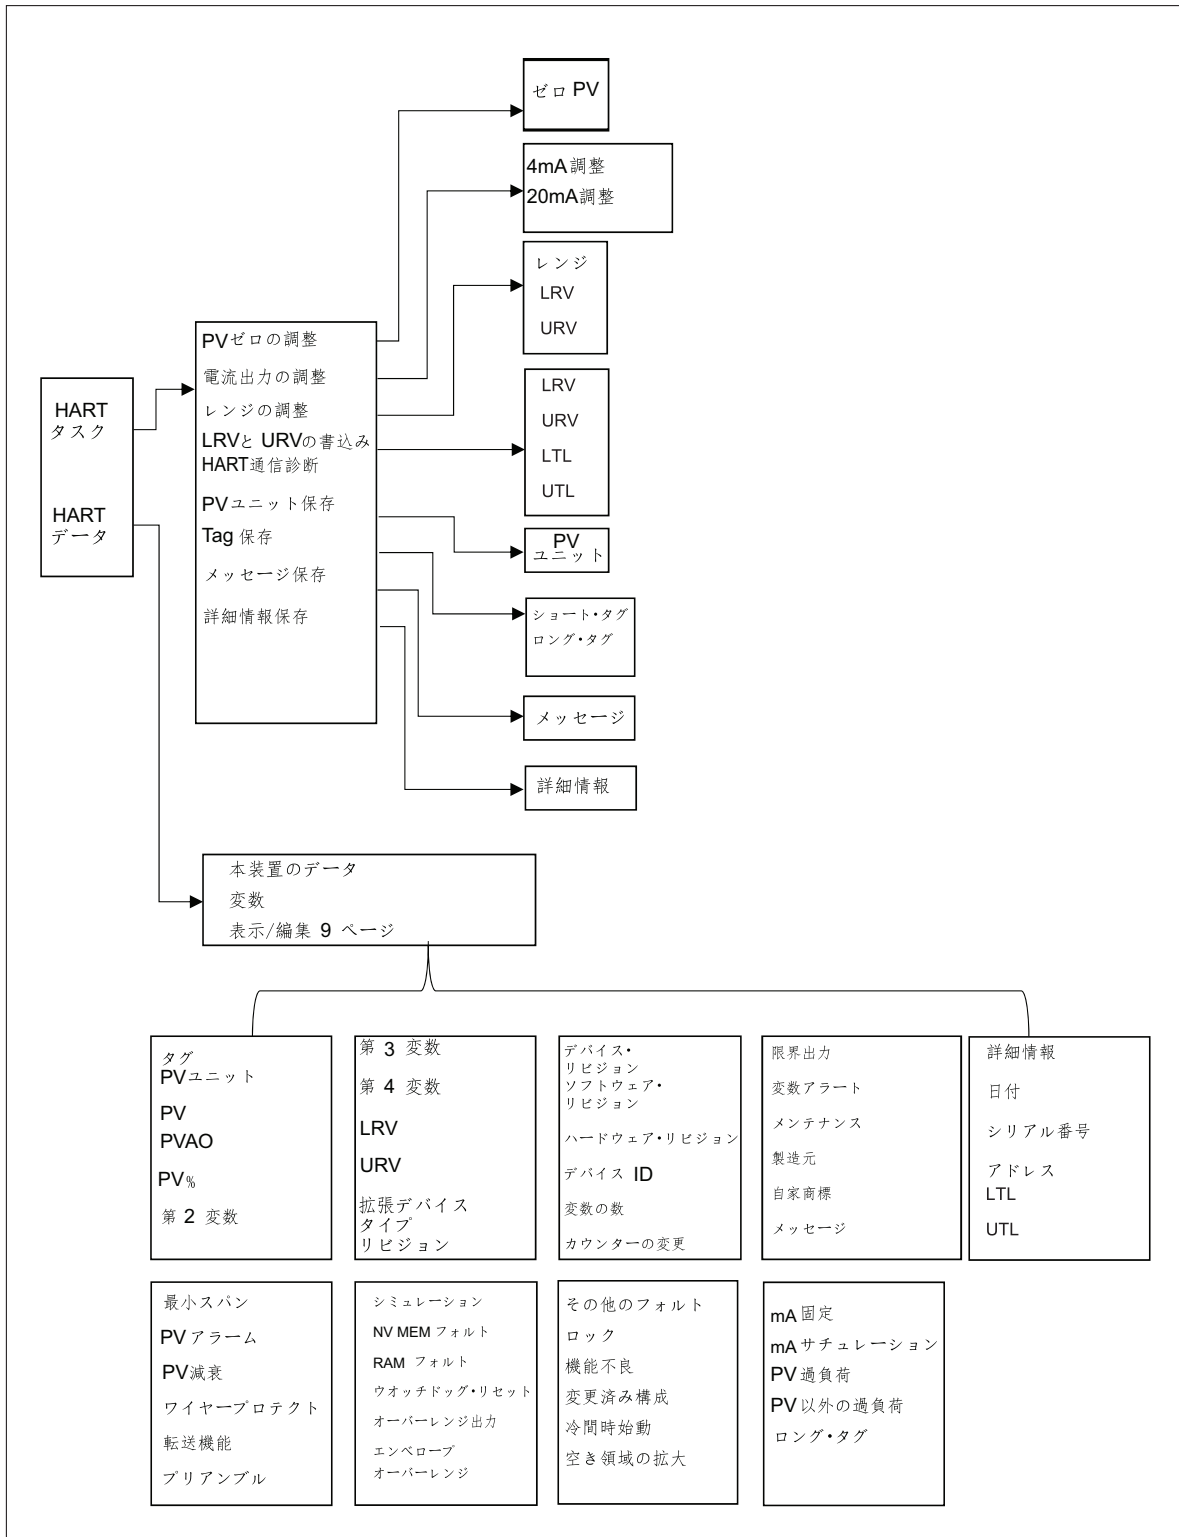 ゼロ PV
4mA調整
20mA調整
レンジ
LRV
URV
LRV
URV
LTL
UTL
PV
ユニット
ショート・タグ
ロング・タグ
メッセージ
詳細情報
PVゼロの調整
電流出力の調整
レンジの調整
LRVと URVの書込み
HART通信診断
PVユニット保存
Tag 保存
メッセージ保存
詳細情報保存
HART
タスク
HART
データ
本装置のデータ
変数
表示/編集 9 ページ
タグ
PVユニット
PV
PVAO
PV%
第 2 変数
第 3 変数
第 4 変数
LRV
URV
拡張デバイス
タイプ
リビジョン
デバイス・
リビジョン
ソフトウェア・
リビジョン
ハードウェア・リビジョン
デバイス ID
変数の数
カウンターの変更
限界出力
変数アラート
メンテナンス
製造元
自家商標
メッセージ
詳細情報
日付
シリアル番号
アドレス
LTL
UTL
最小スパン
PVアラーム
PV減衰
ワイヤープロテクト
転送機能
プリアンブル
シミュレーション
NV MEM フォルト
RAM フォルト
ウオッチドッグ・リセット
オーバーレンジ出力
エンベロープ
オーバーレンジ
その他のフォルト
ロック
機能不良
変更済み構成
冷間時始動
空き領域の拡大
mA固定
mAサチュレーション
PV過負荷
PV以外の過負荷
ロング・タグ